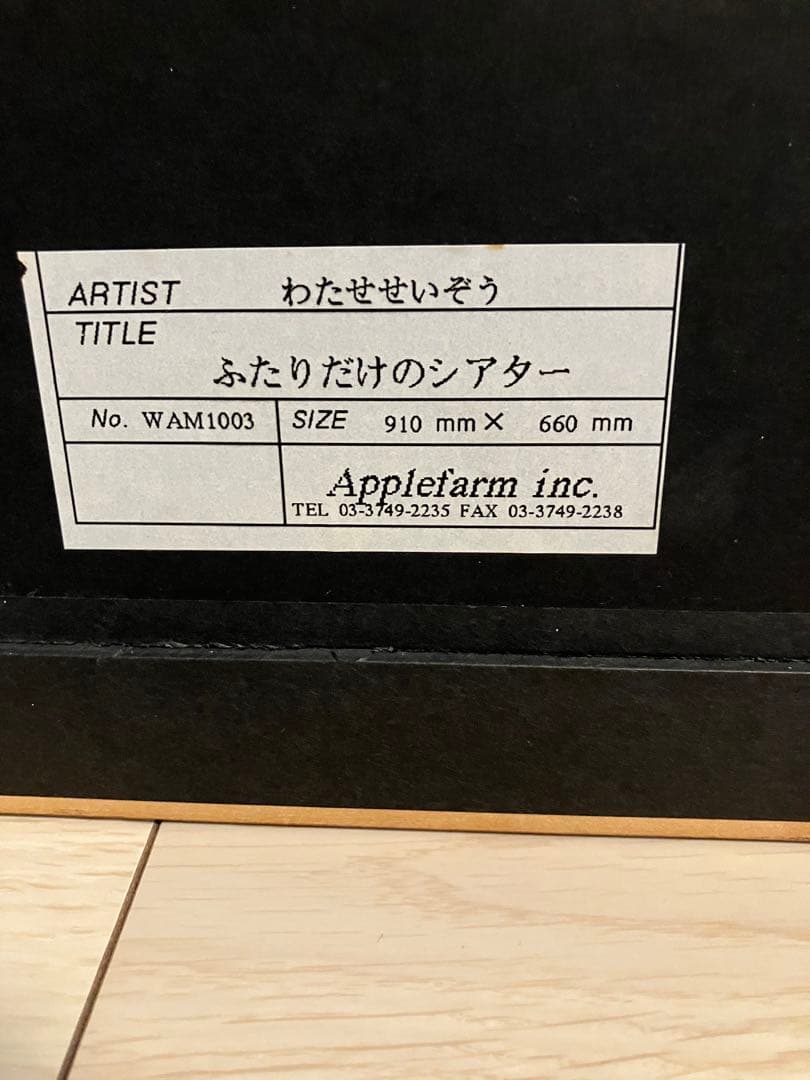 ARTIST わたせせいぞう
TITLE
ふたりだけのシアター
No. WAM1003 SIZE 910 mm× 660 mm
Applefarm inc.
TEL 03-3749-2235 FAX 03-3749-2238